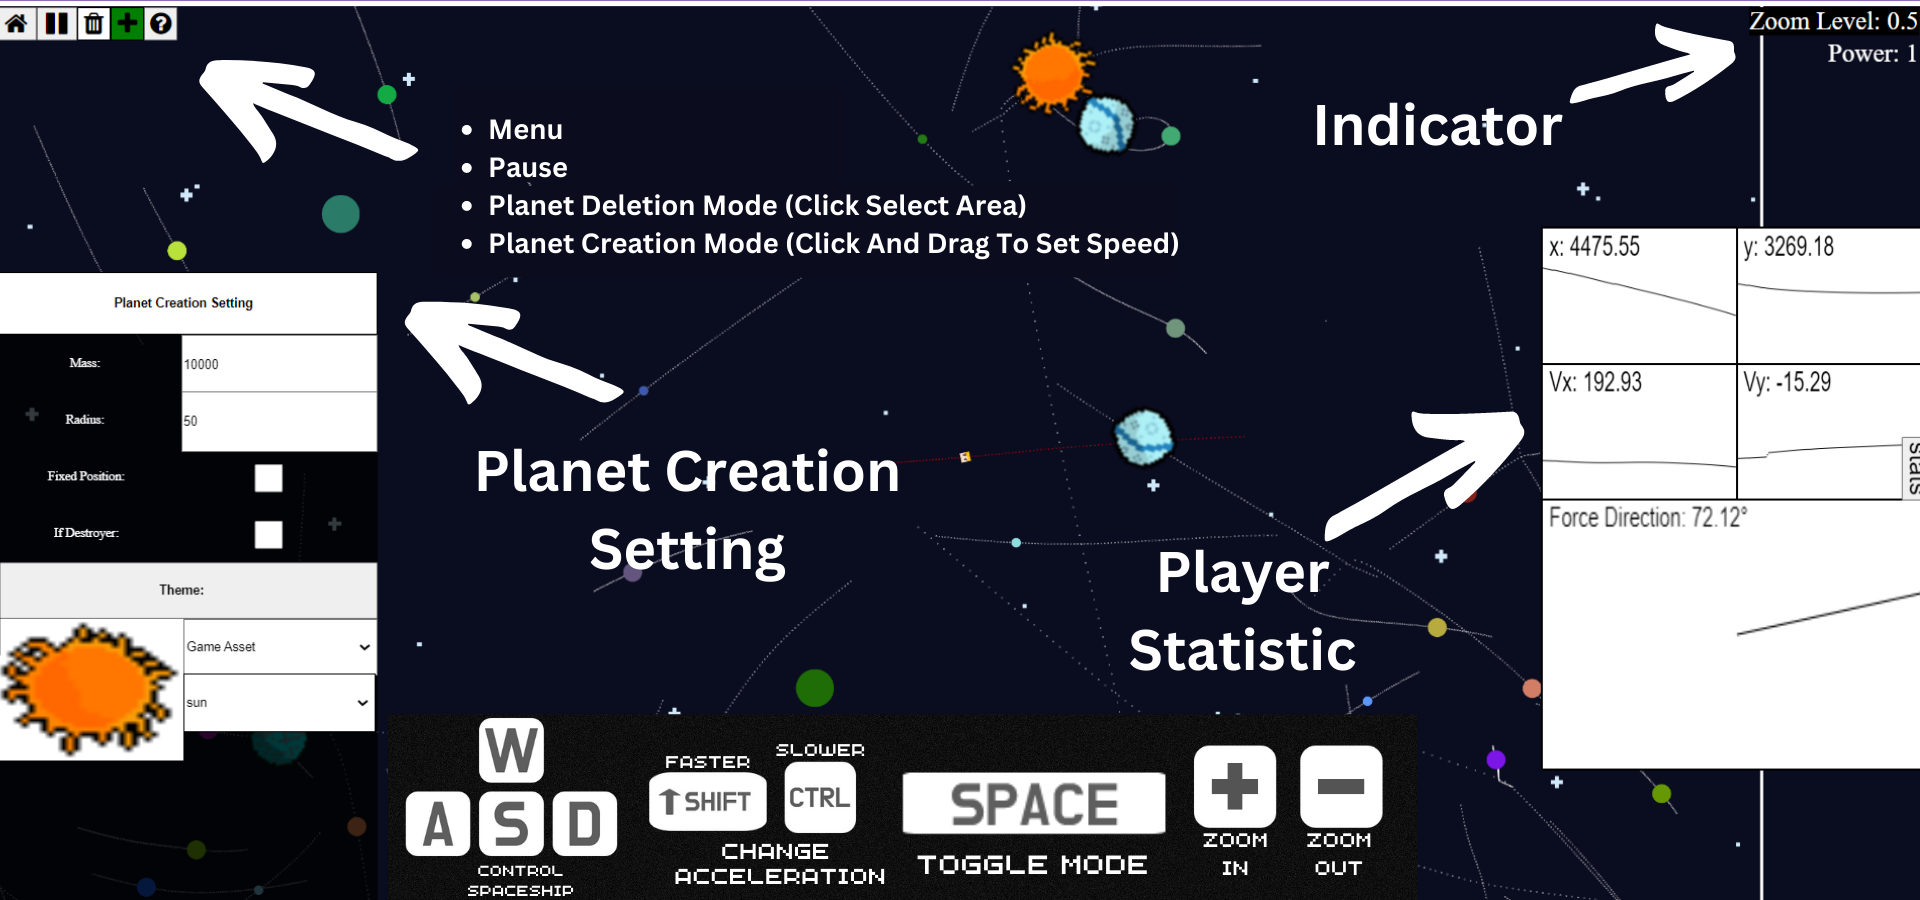 Zoom Level: 0.5
Power: 1
Indicator
Menu
Pause
Planet Deletion Mode (Click Select Area)
Planet Creation Mode (Click And Drag To Set Speed)
Planet Creation Setting
Mass:
10000
Radius:
50
Fixed Position:
If Destroyer:
Theme:
Game Asset
sun
Planet Creation
Setting
x: 4475.55
y: 3269.18
Vx: 192.93
Vy: -15.29
stats
Force Direction: 72.12°
Player
Statistic
W
A S D
CONTROL
SPACESHIP
FASTER
SHIFT
SLOWER
CTRL
CHANGE
ACCELERATION
SPACE
TOGGLE MODE
ZOOM
IN
ZOOM
OUT